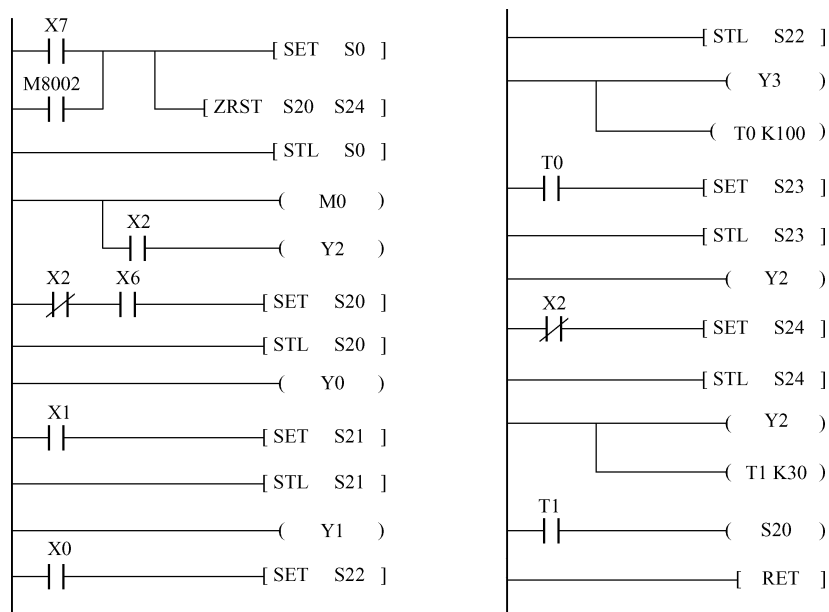 X7
[ SET S0 ]
M8002
[ ZRST S20 S24 ]
[ STL S0 ]
( M0 )
X2
( Y2 )
X2 X6
[ SET S20 ]
[ STL S20 ]
( Y0 )
X1
[ SET S21 ]
[ STL S21 ]
( Y1 )
X0
[ SET S22 ]
[ STL S22 ]
( Y3 )
( T0 K100 )
T0
[ SET S23 ]
[ STL S23 ]
( Y2 )
X2
[ SET S24 ]
[ STL S24 ]
( Y2 )
( T1 K30 )
T1
( S20 )
[ RET ]